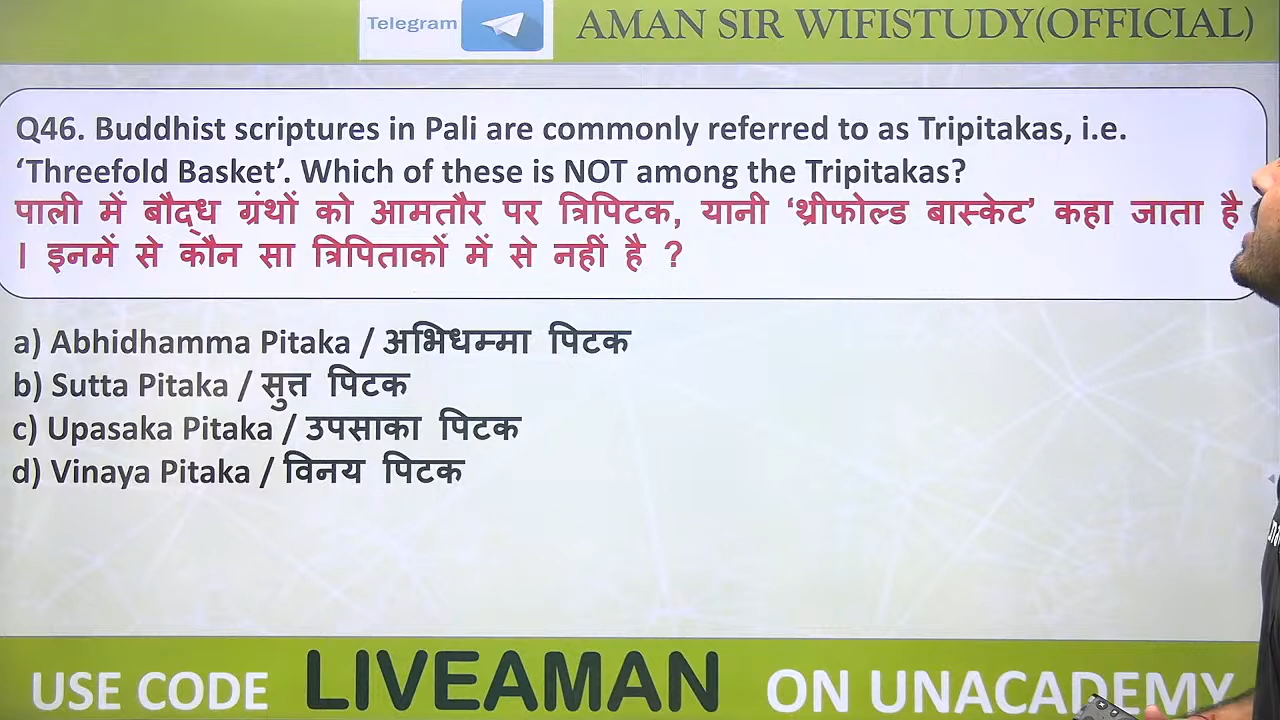 Telegram
AMAN SIR WIFISTUDY(OFFICIAL)
Q46. Buddhist scriptures in Pali are commonly referred to as Tripitakas, i.e.
‘Threefold Basket’. Which of these is NOT among the Tripitakas?
पाली में बौद्ध ग्रंथों को आमतौर पर त्रिपिटक, यानी ‘थ्रीफोल्ड बास्केट’ कहा जाता है
। इनमें से कौन सा त्रिपिताकों में से नहीं है ?
a) Abhidhamma Pitaka / अभिधम्मा पिटक
b) Sutta Pitaka / सुत्त पिटक
c) Upasaka Pitaka / उपसाका पिटक
d) Vinaya Pitaka / विनय पिटक
USE CODE LIVEAMAN ON UNACADEMY